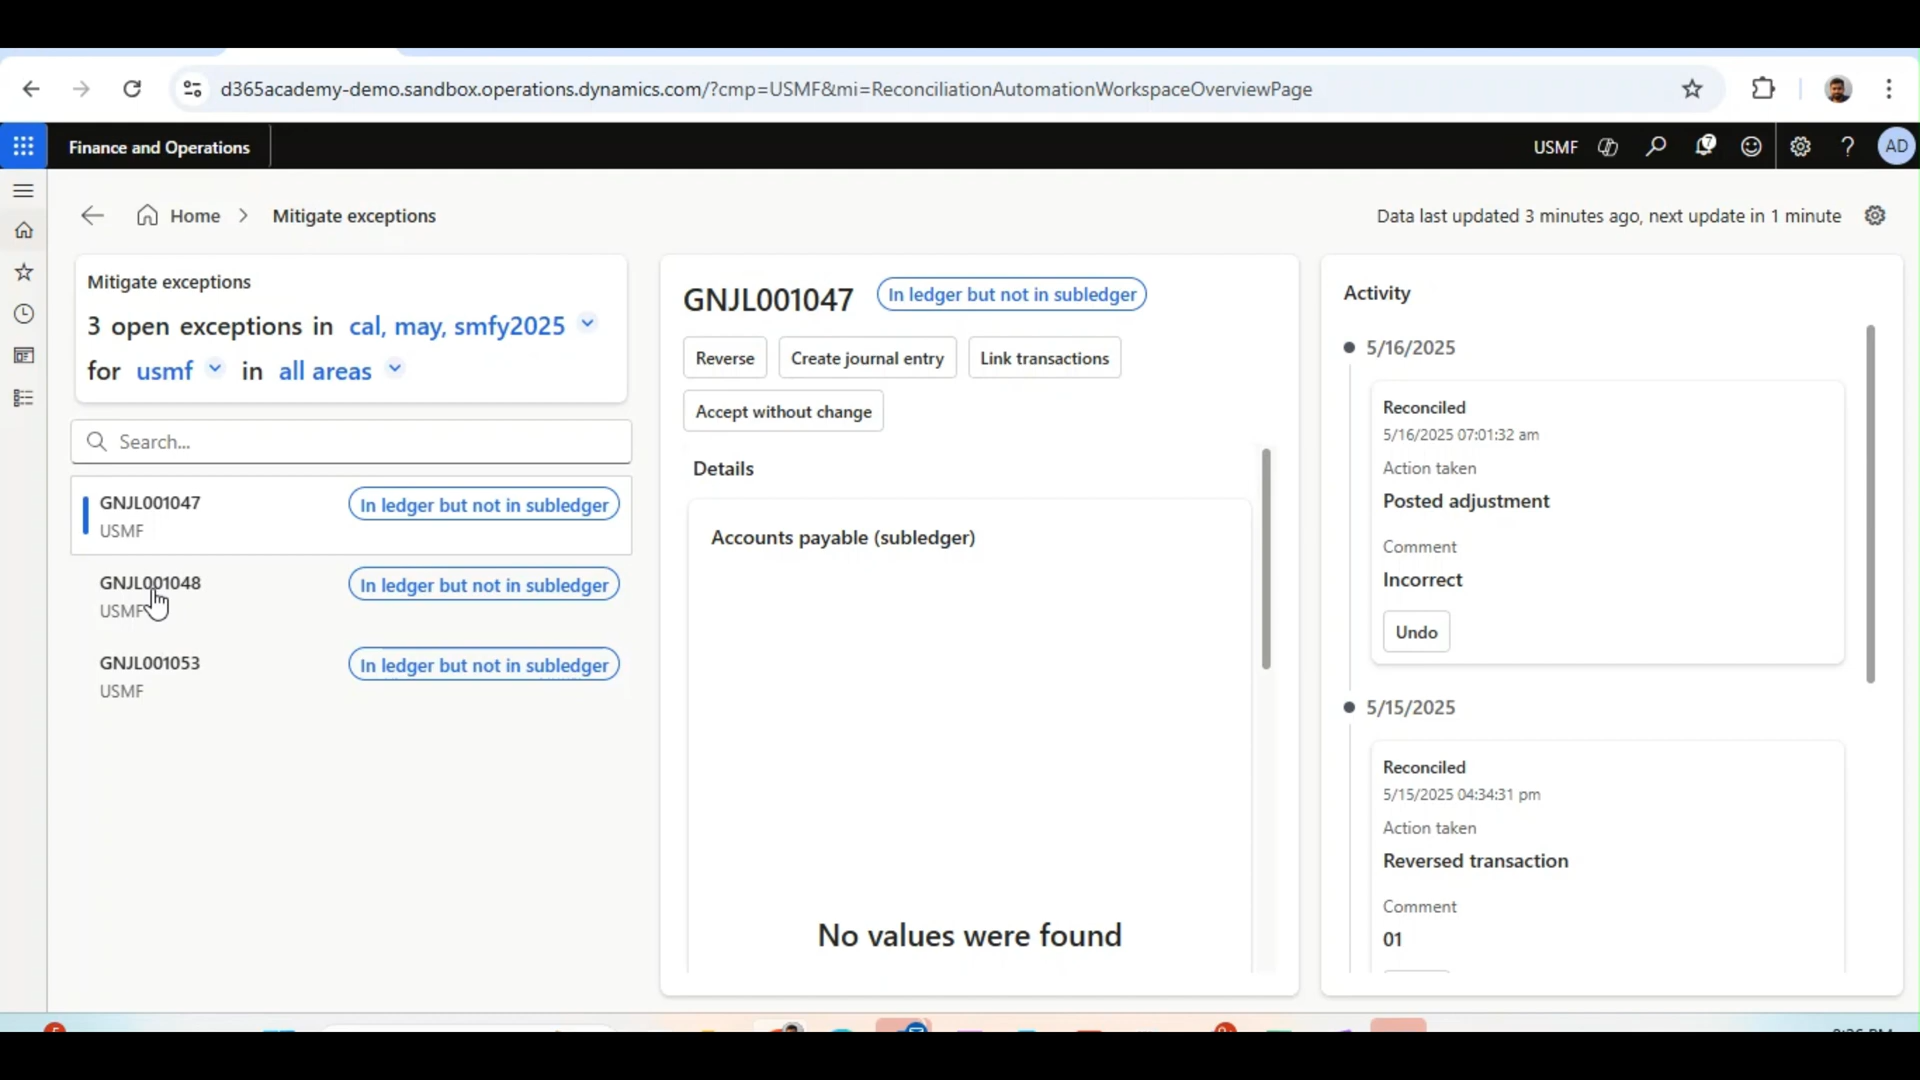 d365academy-demo.sandbox.operations.dynamics.com/?cmp=USMF&mi=ReconciliationAutomationWorkspaceOverviewPage
Finance and Operations
USMF
7
AD
Home
Mitigate exceptions
Data last updated 3 minutes ago, next update in 1 minute
Mitigate exceptions
3 open exceptions in cal, may, smfy2025
for usmf in all areas
Search...
GNJL001047
In ledger but not in subledger
USMF
GNJL001048
In ledger but not in subledger
USMF
GNJL001053
In ledger but not in subledger
USMF
GNJL001047
In ledger but not in subledger
Reverse
Create journal entry
Link transactions
Accept without change
Details
Accounts payable (subledger)
No values were found
Activity
5/16/2025
Reconciled
5/16/2025 07:01:32 am
Action taken
Posted adjustment
Comment
Incorrect
Undo
5/15/2025
Reconciled
5/15/2025 04:34:31 pm
Action taken
Reversed transaction
Comment
01